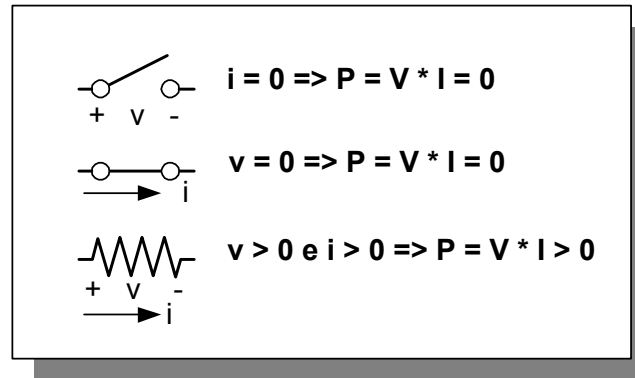 i = 0 => P = V * I = 0
+ v -
v = 0 => P = V * I = 0
i
v > 0 e i > 0 => P = V * I > 0
+ v -
i